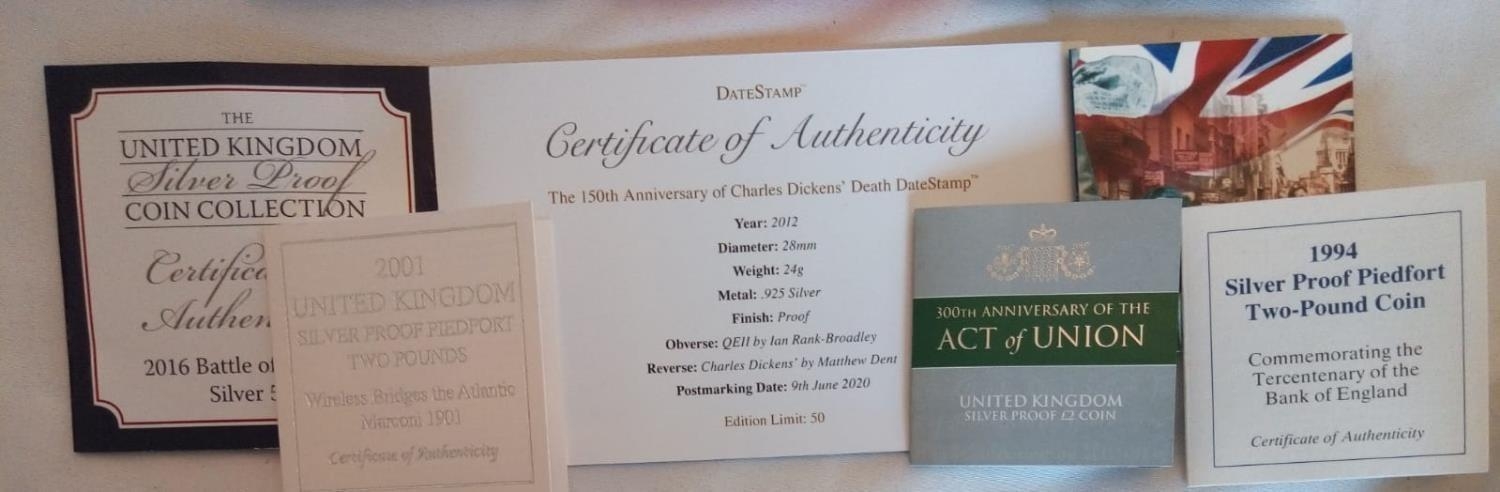 THE
UNITED KINGDOM
Silver Proof
COIN COLLECTION
2016 Battle of
Silver
2001
UNITED KINGDOM
SILVER PROOF PIEDFORT
TWO POUNDS
Wireless Bridges the Atlantic
Marconi 1901
Certificate of Authenticity
DATESTAMP™
Certificate of Authenticity
The 150th Anniversary of Charles Dickens' Death DateStamp™
Year: 2012
Diameter: 28mm
Weight: 24g
Metal: .925 Silver
Finish: Proof
Obverse: QEII by Ian Rank-Broadley
Reverse: Charles Dickens' by Matthew Dent
Postmarking Date: 9th June 2020
Edition Limit: 50
300TH ANNIVERSARY OF THE
ACT of UNION
UNITED KINGDOM
SILVER PROOF £2 COIN
1994
Silver Proof Piedfort
Two-Pound Coin
Commemorating the
Tercentenary of the
Bank of England
Certificate of Authenticity